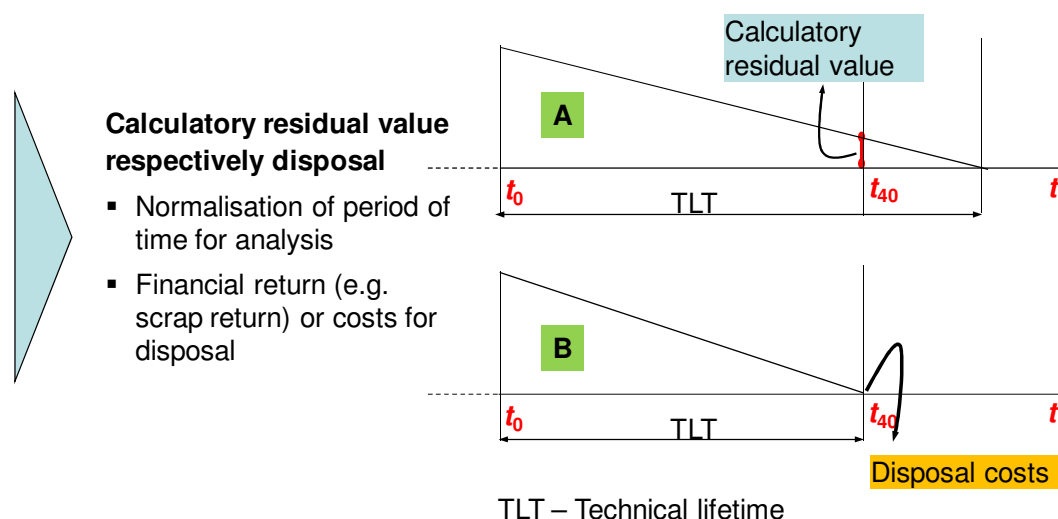 Calculatory residual value
respectively disposal
▪ Normalisation of period of
time for analysis
▪ Financial return (e.g.
scrap return) or costs for
disposal
Calculatory
residual value
A
t0
t40
t
TLT
B
t0
t40
t
TLT
Disposal costs
TLT – Technical lifetime